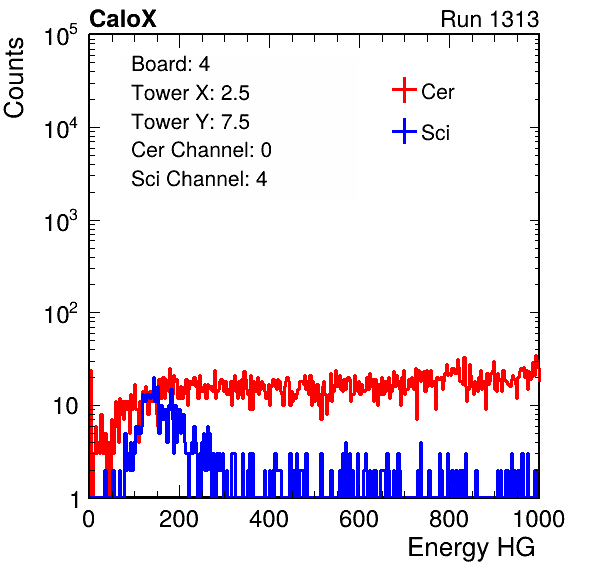 CaloX Run 1313
Counts
10^5
10^4
10^3
10^2
10
1
Board: 4
Tower X: 2.5
Tower Y: 7.5
Cer Channel: 0
Sci Channel: 4
Cer
Sci
0 200 400 600 800 1000
Energy HG